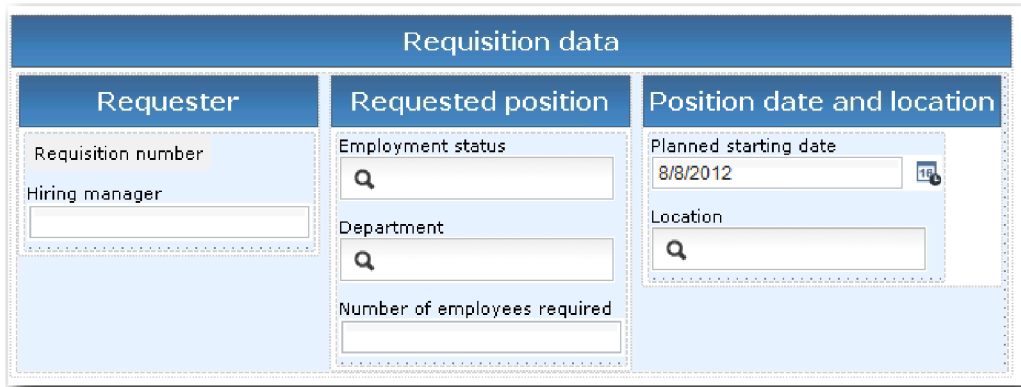 Requisition data
Requester
Requisition number
Hiring manager
Requested position
Employment status
Department
Number of employees required
Position date and location
Planned starting date
8/8/2012
16
Location